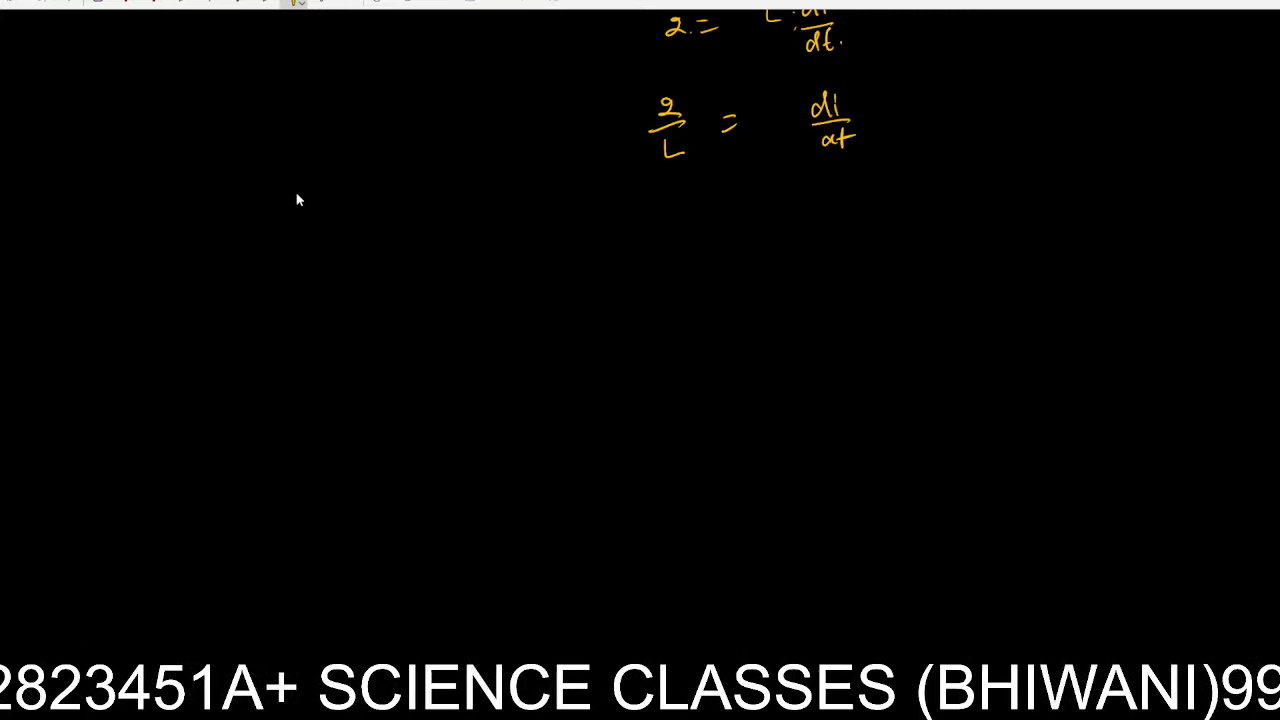 2. = L . di/dt.
2/L = di/dt
2823451A+ SCIENCE CLASSES (BHIWANI)99